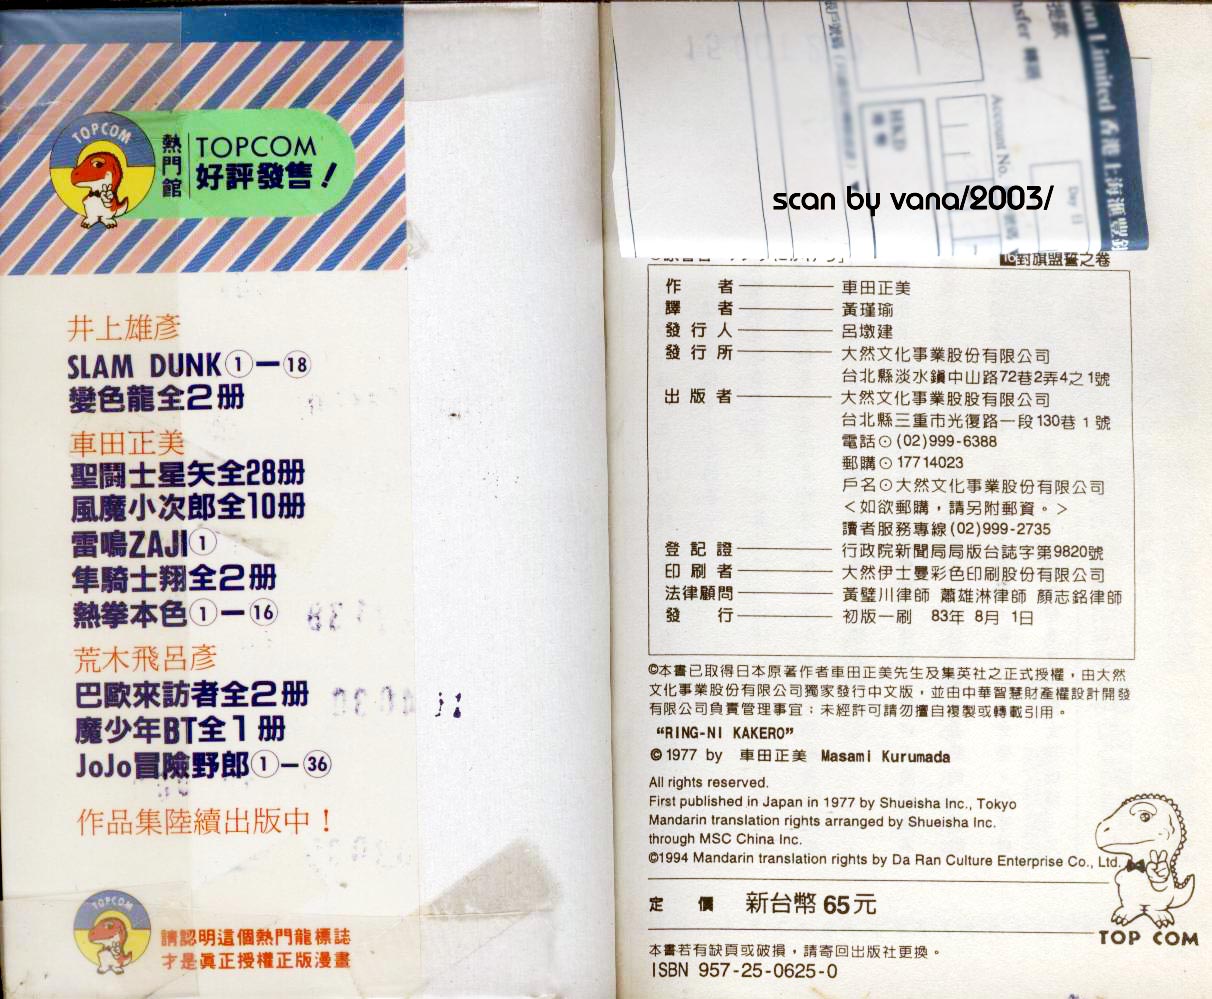 TOPCOM
熱門館
TOPCOM
好評發售！
井上雄彥
SLAM DUNK①－⑱
變色龍全2册
車田正美
聖鬪士星矢全28册
風魔小次郎全10册
雷鳴ZAJI①
隼騎士翔全2册
熱拳本色①－⑯
荒木飛呂彥
巴歐來訪者全2册
魔少年BT全1册
JoJo冒險野郎①－㊱
作品集陸續出版中！
TOPCOM
請認明這個熱門龍標誌
才是眞正授權正版漫畫
on Limited 香港上海滙豐銀
nsfer 轉賬
Account No.
HKD
Day 日
scan by vana/2003/
16對旗盟誓之卷
作者 車田正美
譯者 黃瑾瑜
發行人 呂墩建
發行所 大然文化事業股份有限公司
台北縣淡水鎭中山路72巷2弄4之1號
出版者 大然文化事業股股有限公司
台北縣三重市光復路一段130巷1號
電話⊙(02)999-6388
郵購⊙17714023
戶名⊙大然文化事業股份有限公司
＜如欲郵購，請另附郵資。＞
讀者服務專線(02)999-2735
登記證 行政院新聞局局版台誌字第9820號
印刷者 大然伊士曼彩色印刷股份有限公司
法律顧問 黃璧川律師 蕭雄淋律師 顏志銘律師
發行 初版一刷 83年 8月 1日
©本書已取得日本原著作者車田正美先生及集英社之正式授權，由大然
文化事業股份有限公司獨家發行中文版，並由中華智慧財產權設計開發
有限公司負責管理事宜：未經許可請勿擅自複製或轉載引用。
"RING-NI KAKERO"
©1977 by 車田正美 Masami Kurumada
All rights reserved.
First published in Japan in 1977 by Shueisha Inc., Tokyo
Mandarin translation rights arranged by Shueisha Inc.
through MSC China Inc.
©1994 Mandarin translation rights by Da Ran Culture Enterprise Co., Ltd.
定價 新台幣65元
TOP COM
本書若有缺頁或破損，請寄回出版社更換。
ISBN 957-25-0625-0